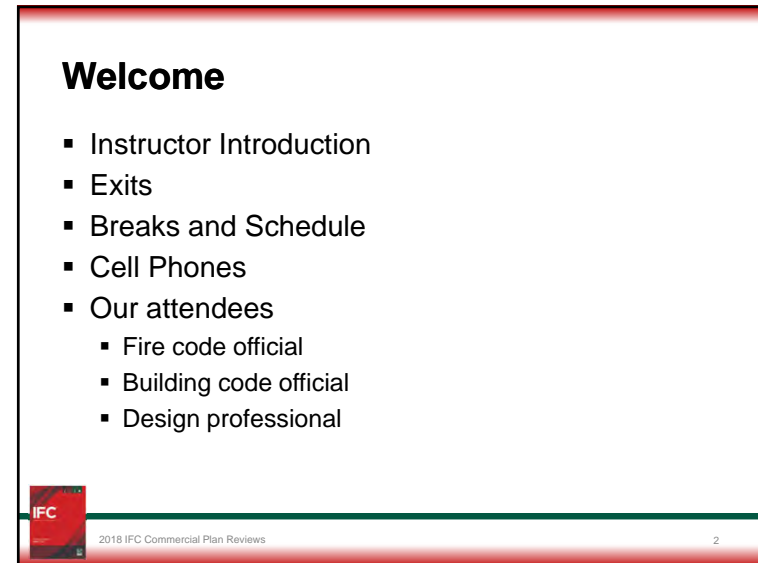 Welcome
▪ Instructor Introduction
▪ Exits
▪ Breaks and Schedule
▪ Cell Phones
▪ Our attendees
▪ Fire code official
▪ Building code official
▪ Design professional
IFC
2018 IFC Commercial Plan Reviews 2